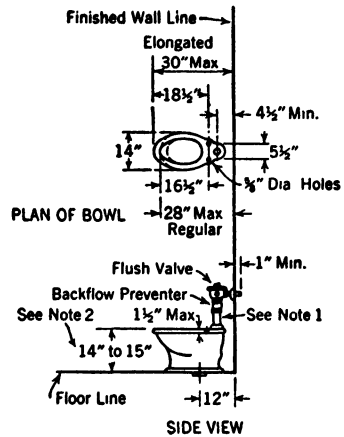 Finished Wall Line
Elongated
30" Max
18½"
4½" Min.
14"
5½"
16½"
⅝" Dia Holes
PLAN OF BOWL
28" Max
Regular
Flush Valve
1" Min.
Backflow Preventer
See Note 2
1½" Max
See Note 1
14" to 15"
Floor Line
12"
SIDE VIEW